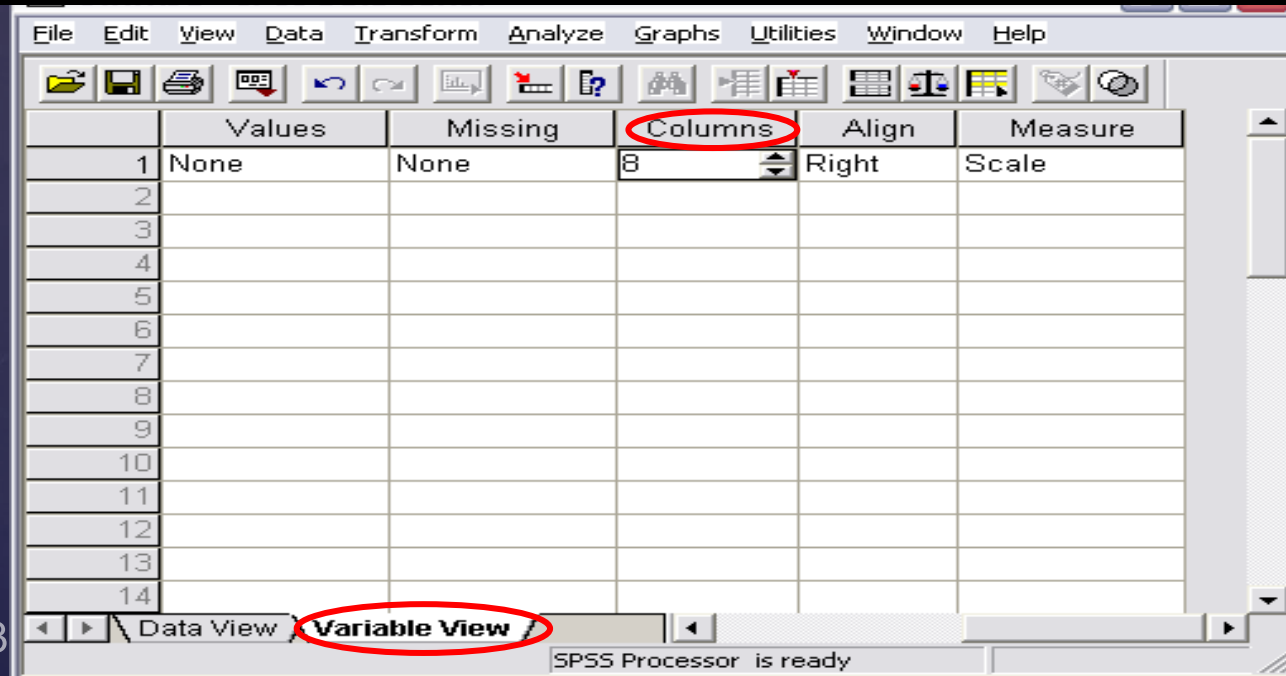 File Edit View Data Transform Analyze Graphs Utilities Window Help
Values Missing Columns Align Measure
1 None None 8 Right Scale
2
3
4
5
6
7
8
9
10
11
12
13
14
Data View Variable View
SPSS Processor is ready